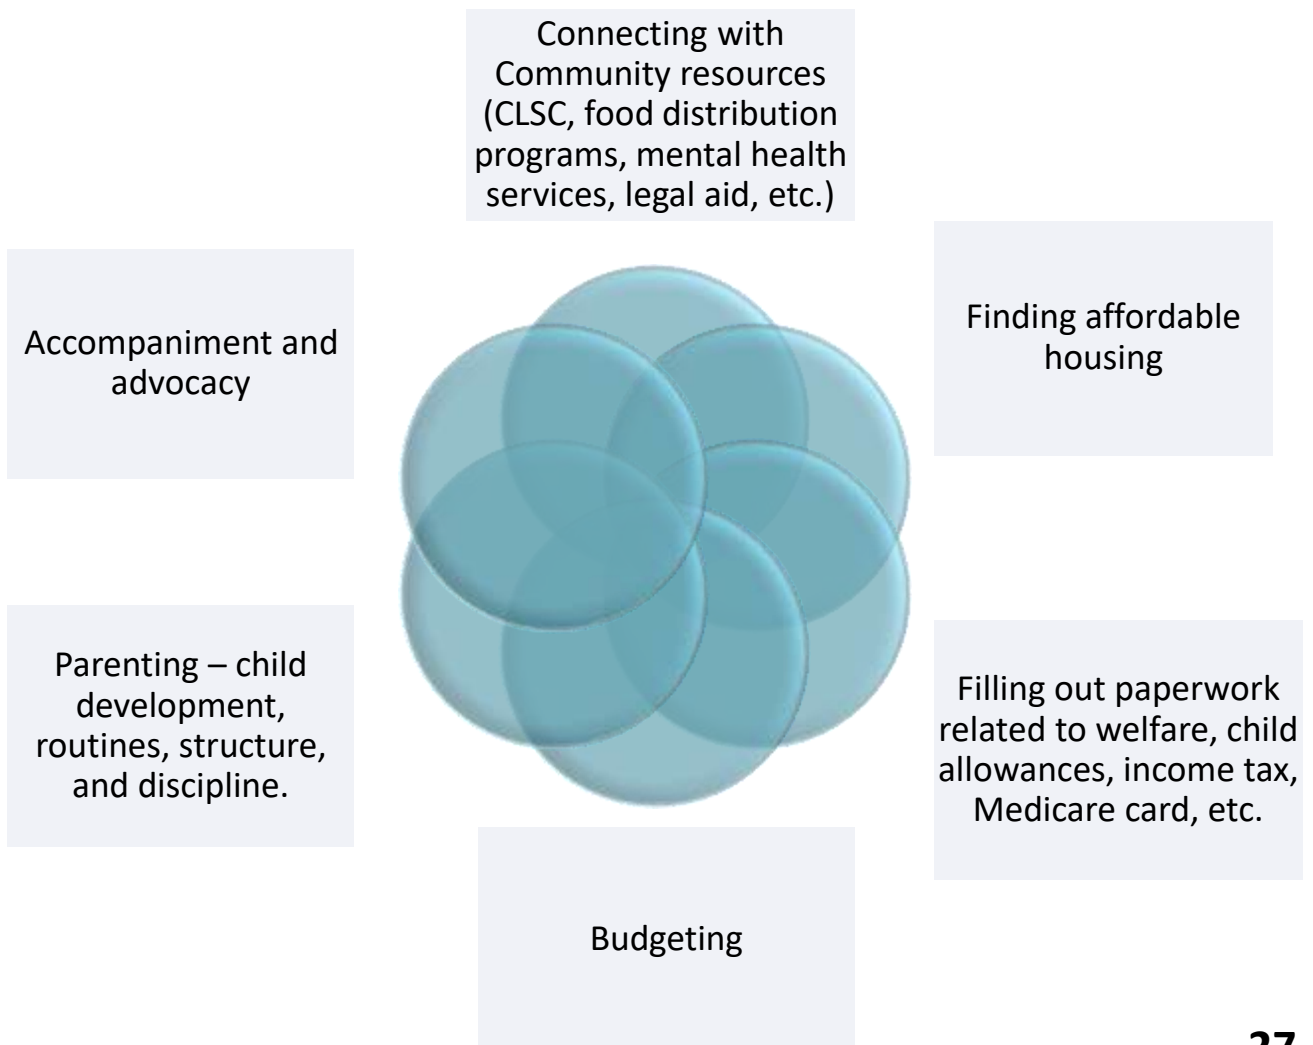 Connecting with
Community resources
(CLSC, food distribution
programs, mental health
services, legal aid, etc.)
Finding affordable
housing
Filling out paperwork
related to welfare, child
allowances, income tax,
Medicare card, etc.
Budgeting
Parenting – child
development,
routines, structure,
and discipline.
Accompaniment and
advocacy
27